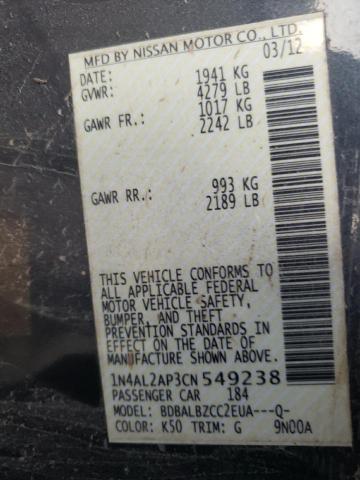 MFD BY NISSAN MOTOR CO., LTD.
03/12
DATE: 1941 KG
GVWR: 4279 LB
1017 KG
GAWR FR.: 2242 LB
993 KG
GAWR RR.: 2189 LB
THIS VEHICLE CONFORMS TO
ALL APPLICABLE FEDERAL
MOTOR VEHICLE SAFETY,
BUMPER, AND THEFT
PREVENTION STANDARDS IN
EFFECT ON THE DATE OF
MANUFACTURE SHOWN ABOVE.
1N4AL2AP3CN549238
PASSENGER CAR 184
MODEL: BDBALBZCC2EUA---Q-
COLOR: K50 TRIM: G 9N00A